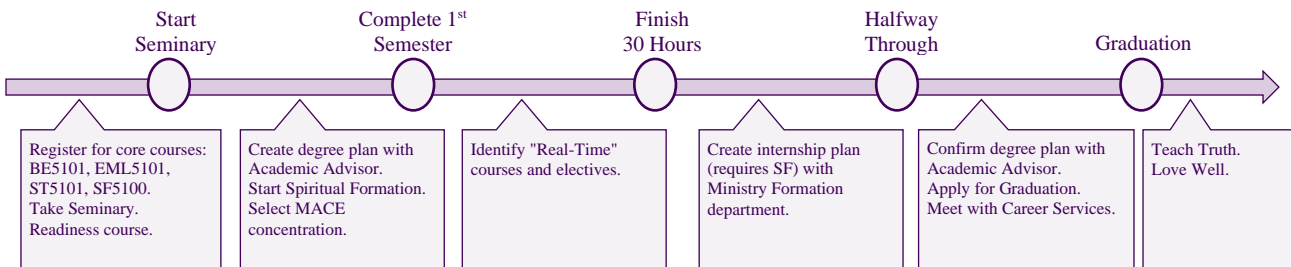 Start
Seminary
Complete 1st
Semester
Finish
30 Hours
Halfway
Through
Graduation
Register for core courses:
BE5101, EML5101,
ST5101, SF5100.
Take Seminary.
Readiness course.
Create degree plan with
Academic Advisor.
Start Spiritual Formation.
Select MACE
concentration.
Identify "Real-Time"
courses and electives.
Create internship plan
(requires SF) with
Ministry Formation
department.
Confirm degree plan with
Academic Advisor.
Apply for Graduation.
Meet with Career Services.
Teach Truth.
Love Well.